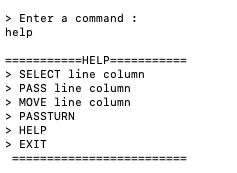 > Enter a command :
help
===========HELP===========
> SELECT line column
> PASS line column
> MOVE line column
> PASSTURN
> HELP
> EXIT
=========================